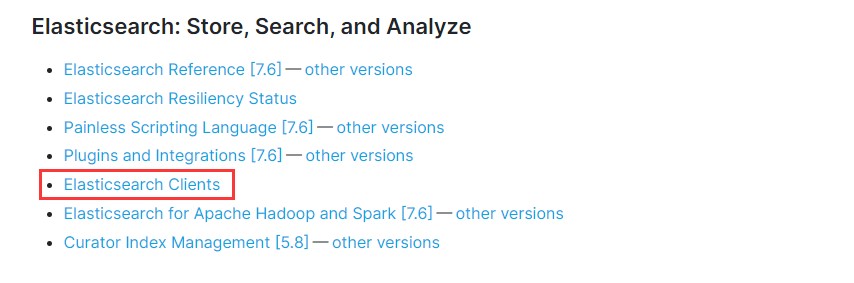 Elasticsearch: Store, Search, and Analyze
• Elasticsearch Reference [7.6] — other versions
• Elasticsearch Resiliency Status
• Painless Scripting Language [7.6] — other versions
• Plugins and Integrations [7.6] — other versions
• Elasticsearch Clients
• Elasticsearch for Apache Hadoop and Spark [7.6] — other versions
• Curator Index Management [5.8] — other versions